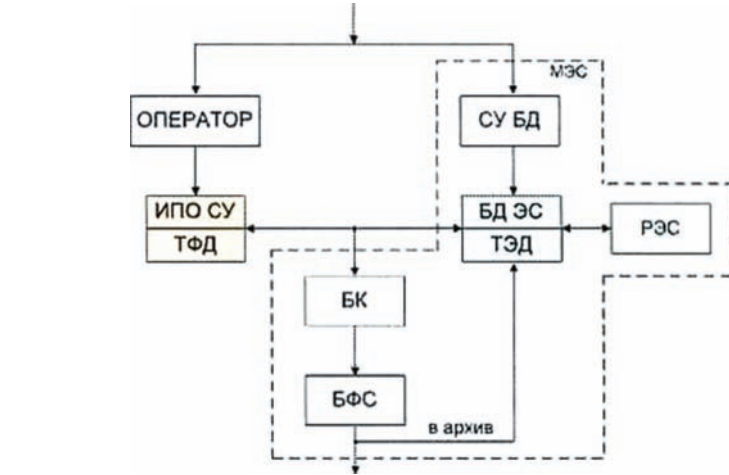 МЭС
ОПЕРАТОР
СУ БД
ИПО СУ
ТФД
БД ЭС
ТЭД
РЭС
БК
БФС
в архив